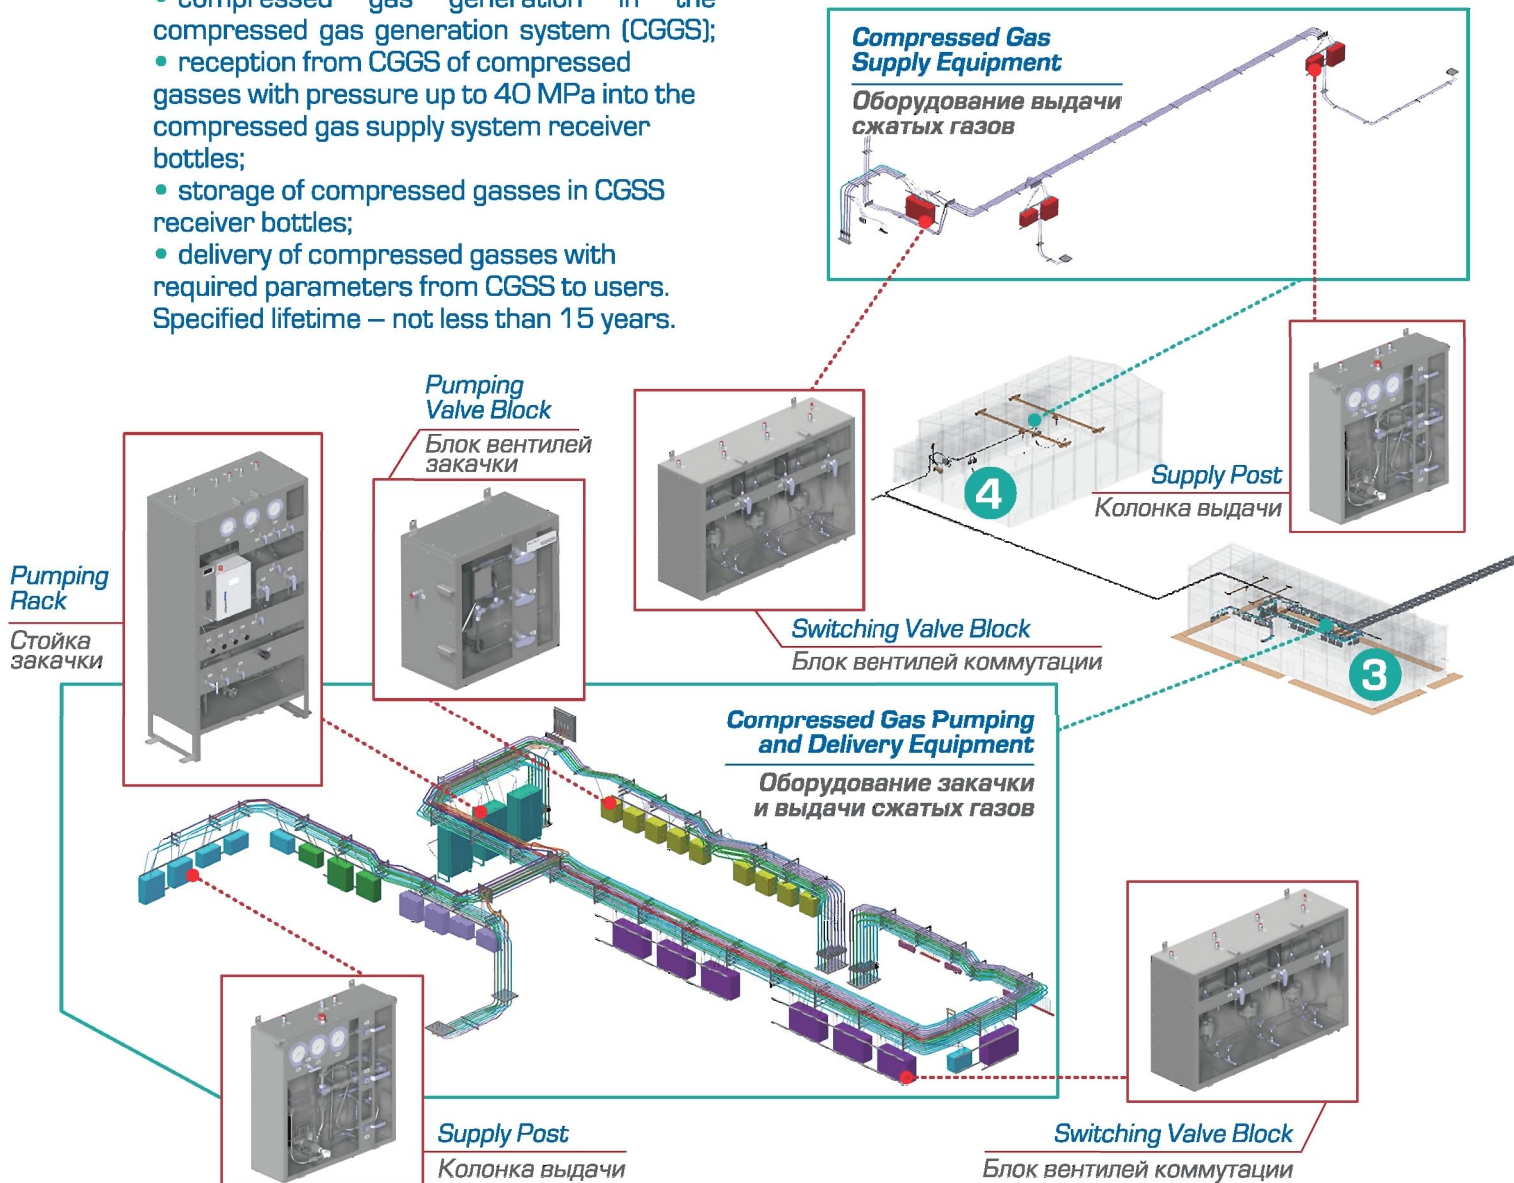 • compressed gas generation in the
compressed gas generation system (CGGS);
• reception from CGGS of compressed
gasses with pressure up to 40 MPa into the
compressed gas supply system receiver
bottles;
• storage of compressed gasses in CGSS
receiver bottles;
• delivery of compressed gasses with
required parameters from CGSS to users.
Specified lifetime – not less than 15 years.
Compressed Gas
Supply Equipment
Оборудование выдачи
сжатых газов
Pumping
Valve Block
Блок вентилей
закачки
4
Supply Post
Колонка выдачи
Pumping
Rack
Стойка
закачки
Switching Valve Block
Блок вентилей коммутации
3
Compressed Gas Pumping
and Delivery Equipment
Оборудование закачки
и выдачи сжатых газов
Supply Post
Колонка выдачи
Switching Valve Block
Блок вентилей коммутации